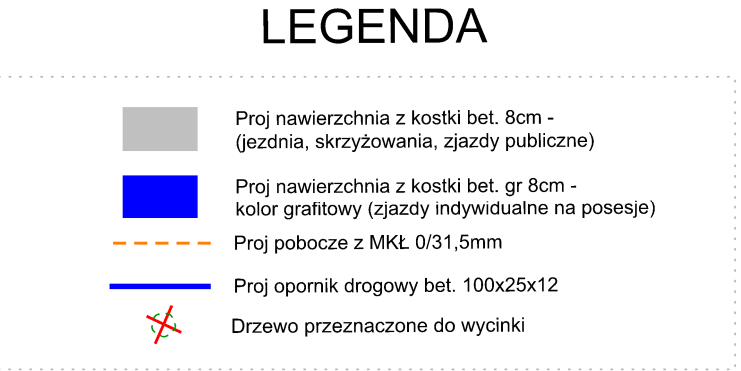 LEGENDA
Proj nawierzchnia z kostki bet. 8cm -
(jezdnia, skrzyżowania, zjazdy publiczne)
Proj nawierzchnia z kostki bet. gr 8cm -
kolor grafitowy (zjazdy indywidualne na posesje)
Proj pobocze z MKŁ 0/31,5mm
Proj opornik drogowy bet. 100x25x12
Drzewo przeznaczone do wycinki